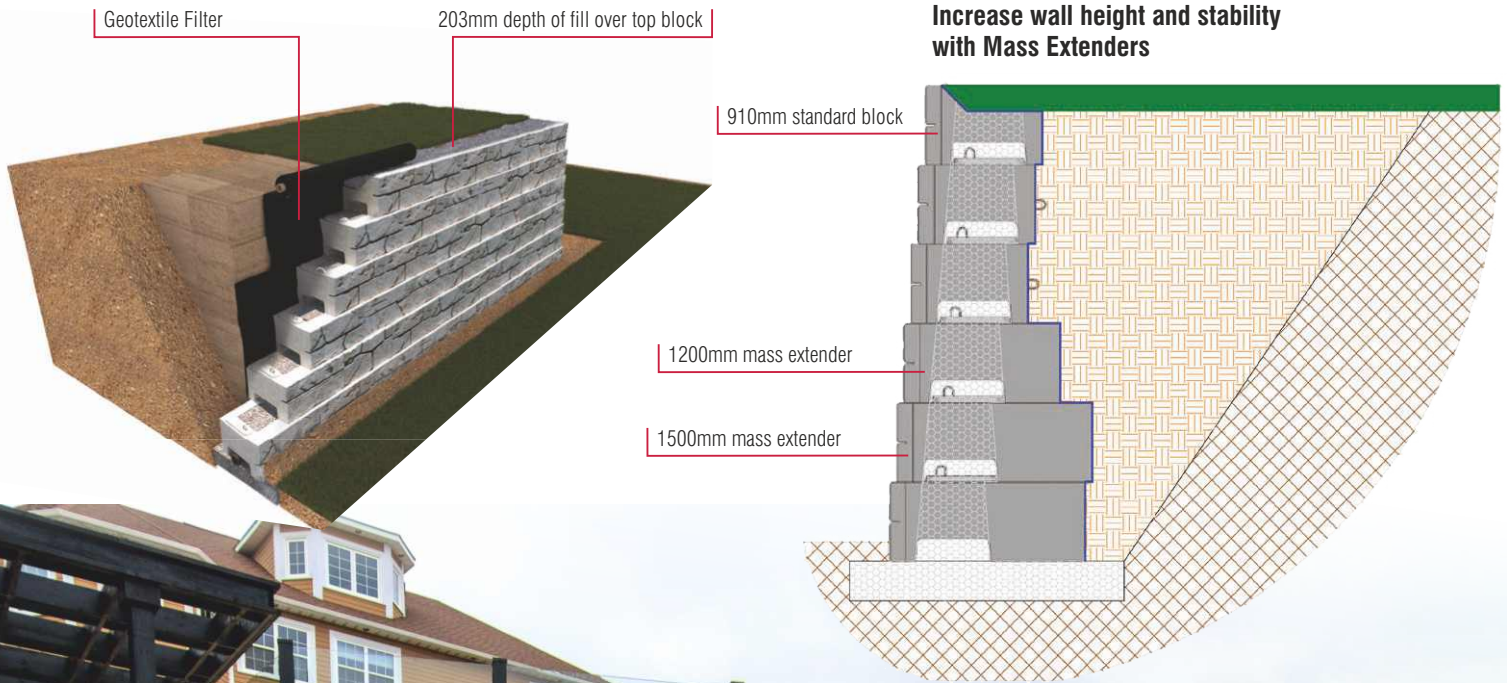 Geotextile Filter
203mm depth of fill over top block
Increase wall height and stability
with Mass Extenders
910mm standard block
1200mm mass extender
1500mm mass extender